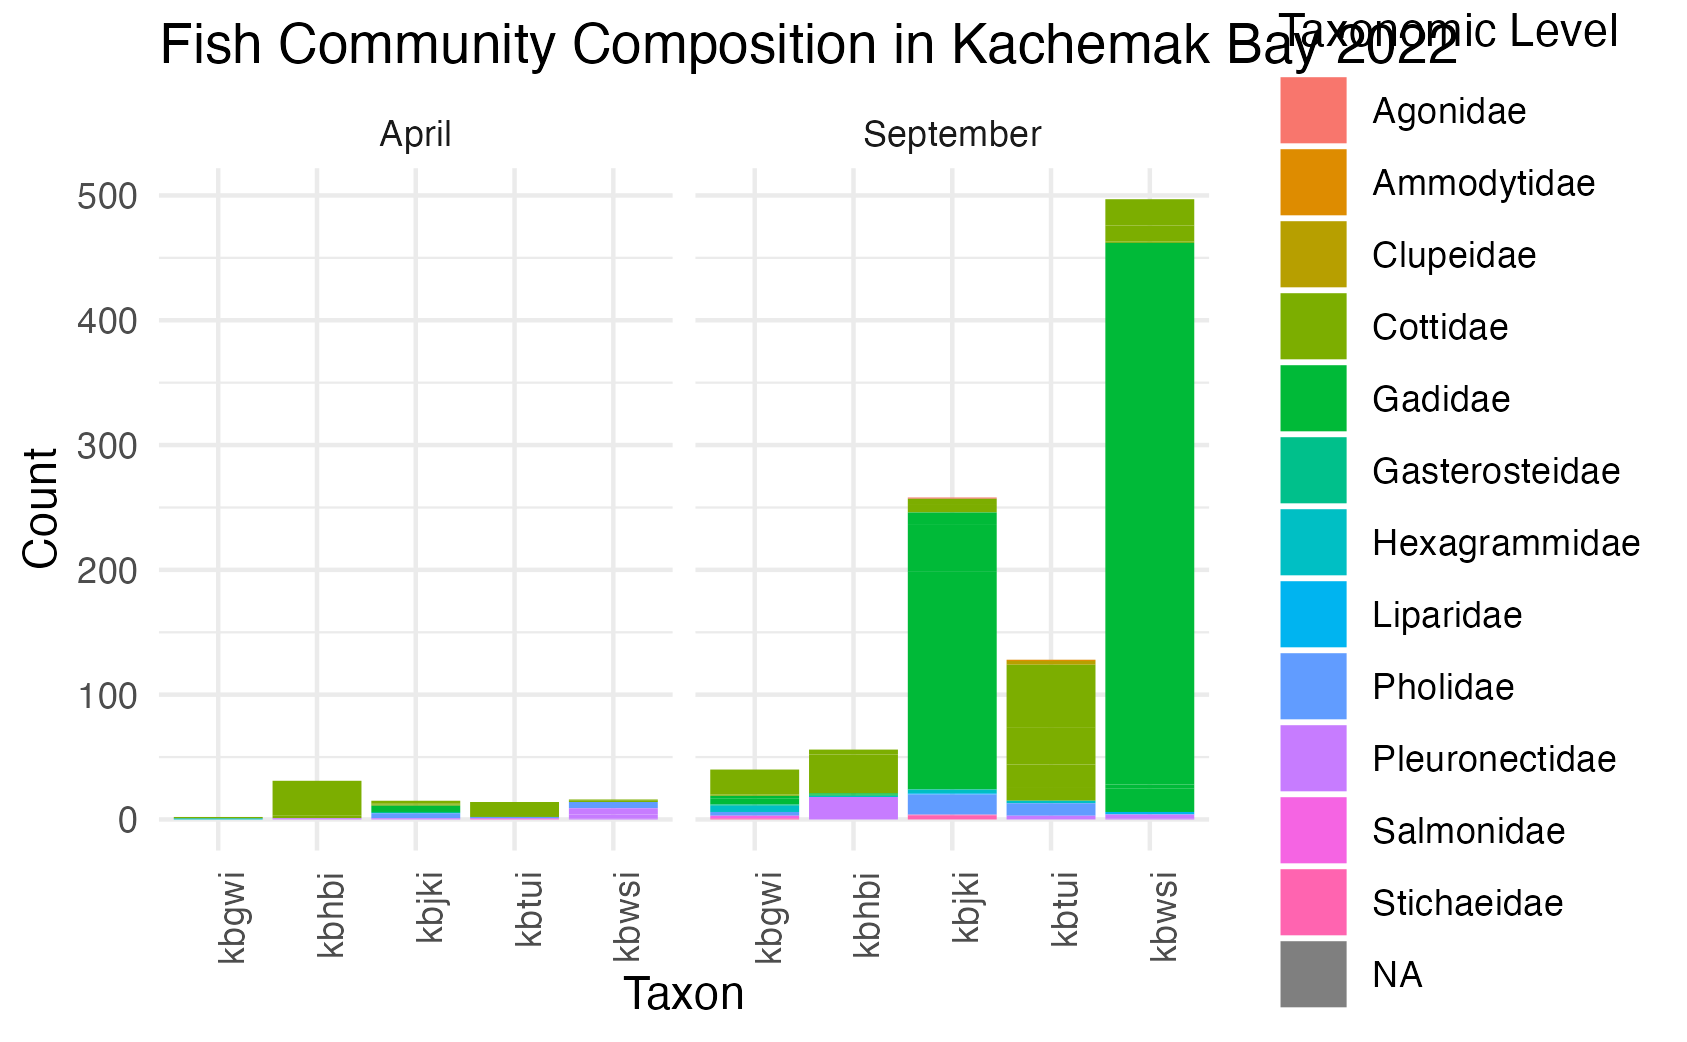 Fish Community Composition in Kachemak Bay 2022
Taxonomic Level
April
September
500
400
300
200
100
0
Count
kbgwi
kbhbi
kbjki
kbtui
kbwsi
kbgwi
kbhbi
kbjki
kbtui
kbwsi
Taxon
Agonidae
Ammodytidae
Clupeidae
Cottidae
Gadidae
Gasterosteidae
Hexagrammidae
Liparidae
Pholidae
Pleuronectidae
Salmonidae
Stichaeidae
NA